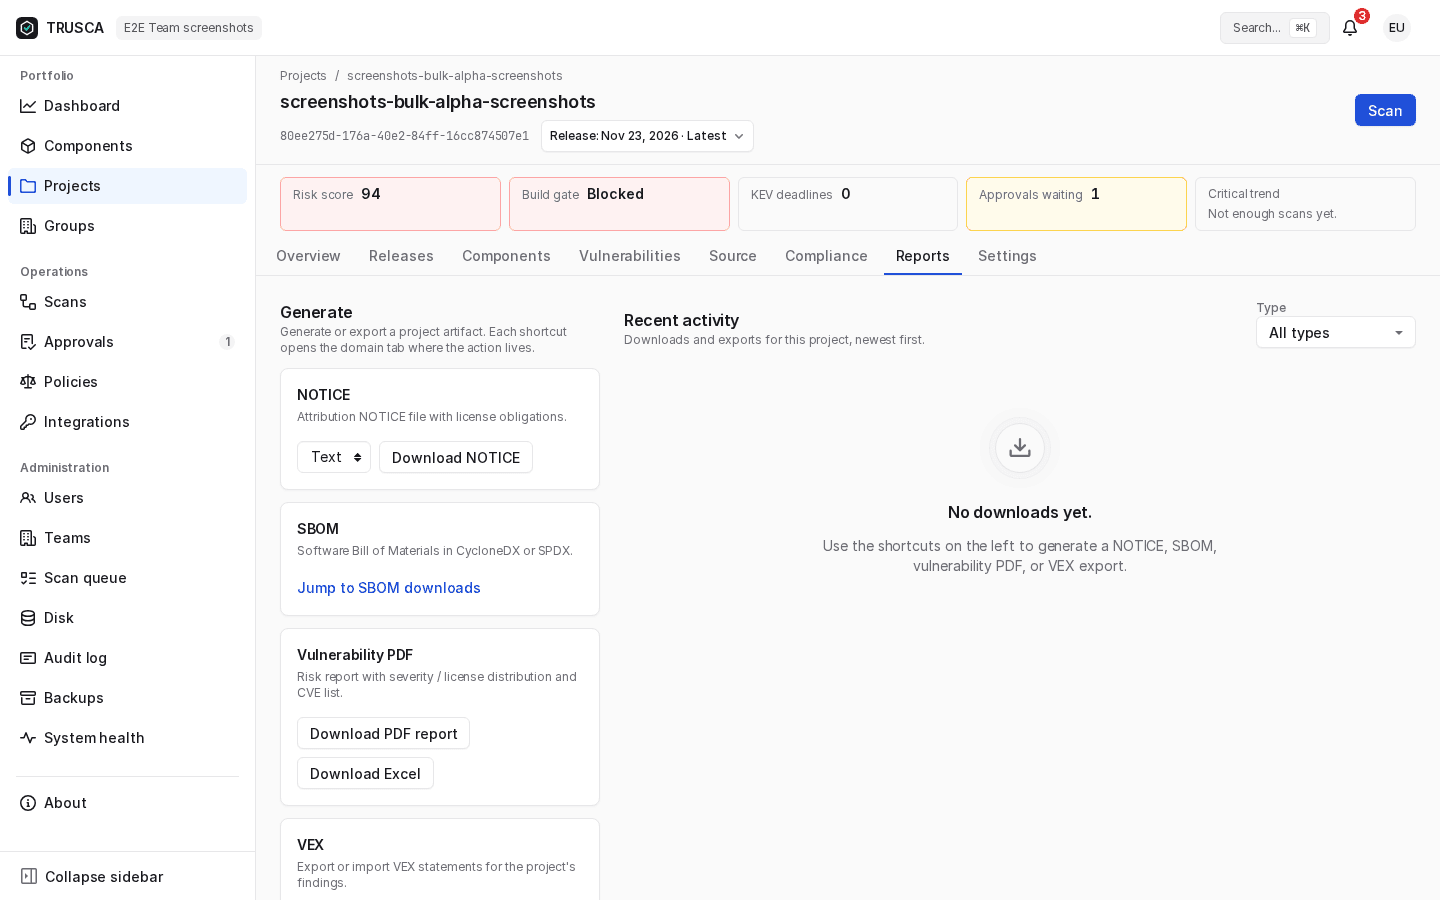 TRUSCA
E2E Team screenshots
Search...
⌘K
3
EU
Portfolio
Dashboard
Components
Projects
Groups
Operations
Scans
Approvals
1
Policies
Integrations
Administration
Users
Teams
Scan queue
Disk
Audit log
Backups
System health
About
Collapse sidebar
Projects / screenshots-bulk-alpha-screenshots
screenshots-bulk-alpha-screenshots
80ee275d-176a-40e2-84ff-16cc874507e1
Release: Nov 23, 2026 · Latest
Scan
Risk score 94
Build gate Blocked
KEV deadlines 0
Approvals waiting 1
Critical trend
Not enough scans yet.
Overview
Releases
Components
Vulnerabilities
Source
Compliance
Reports
Settings
Generate
Generate or export a project artifact. Each shortcut
opens the domain tab where the action lives.
NOTICE
Attribution NOTICE file with license obligations.
Text
Download NOTICE
SBOM
Software Bill of Materials in CycloneDX or SPDX.
Jump to SBOM downloads
Vulnerability PDF
Risk report with severity / license distribution and
CVE list.
Download PDF report
Download Excel
VEX
Export or import VEX statements for the project's
findings.
Recent activity
Downloads and exports for this project, newest first.
Type
All types
No downloads yet.
Use the shortcuts on the left to generate a NOTICE, SBOM,
vulnerability PDF, or VEX export.